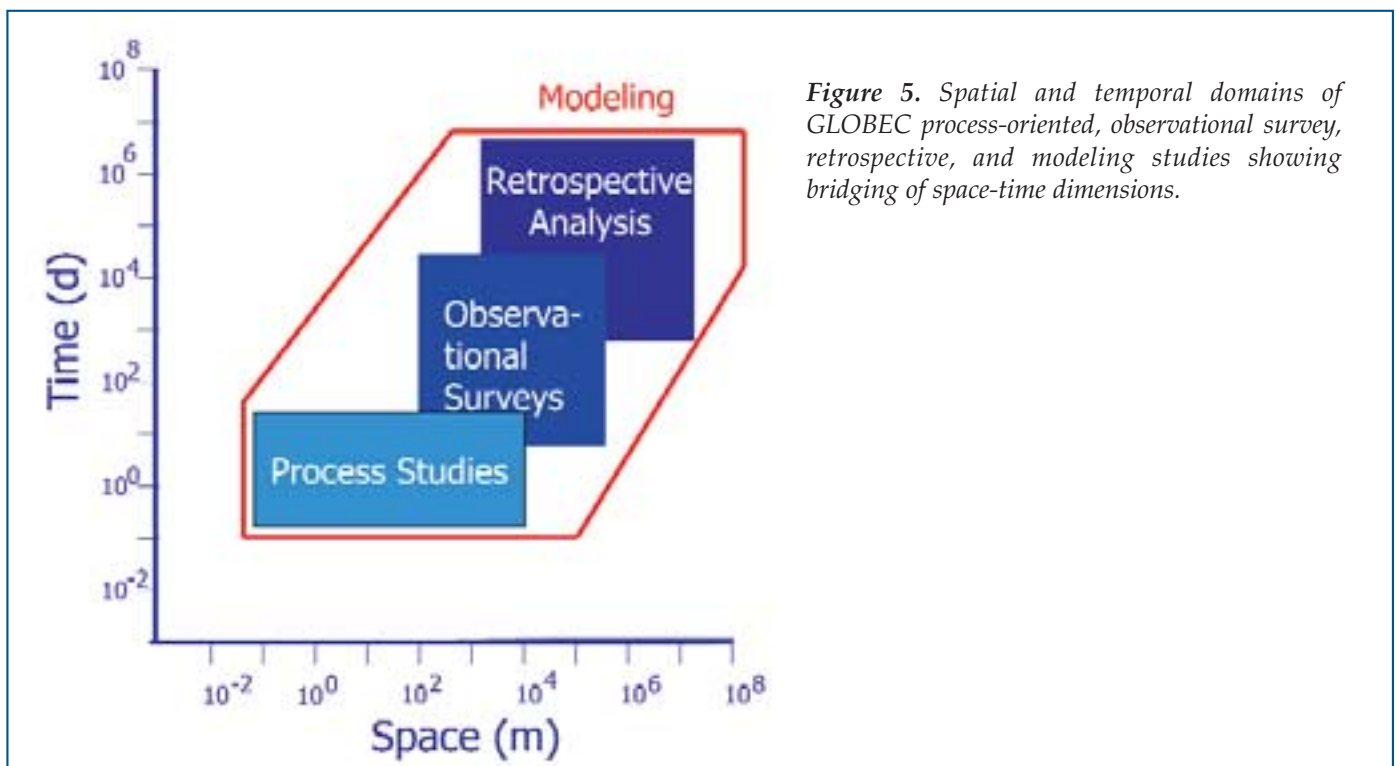 10^8
10^6
10^4
10^2
10^0
10^-2
Time (d)
Modeling
Retrospective
Analysis
Observa-
tional
Surveys
Process Studies
10^-2 10^0 10^2 10^4 10^6 10^8
Space (m)
Figure 5. Spatial and temporal domains of
GLOBEC process-oriented, observational survey,
retrospective, and modeling studies showing
bridging of space-time dimensions.